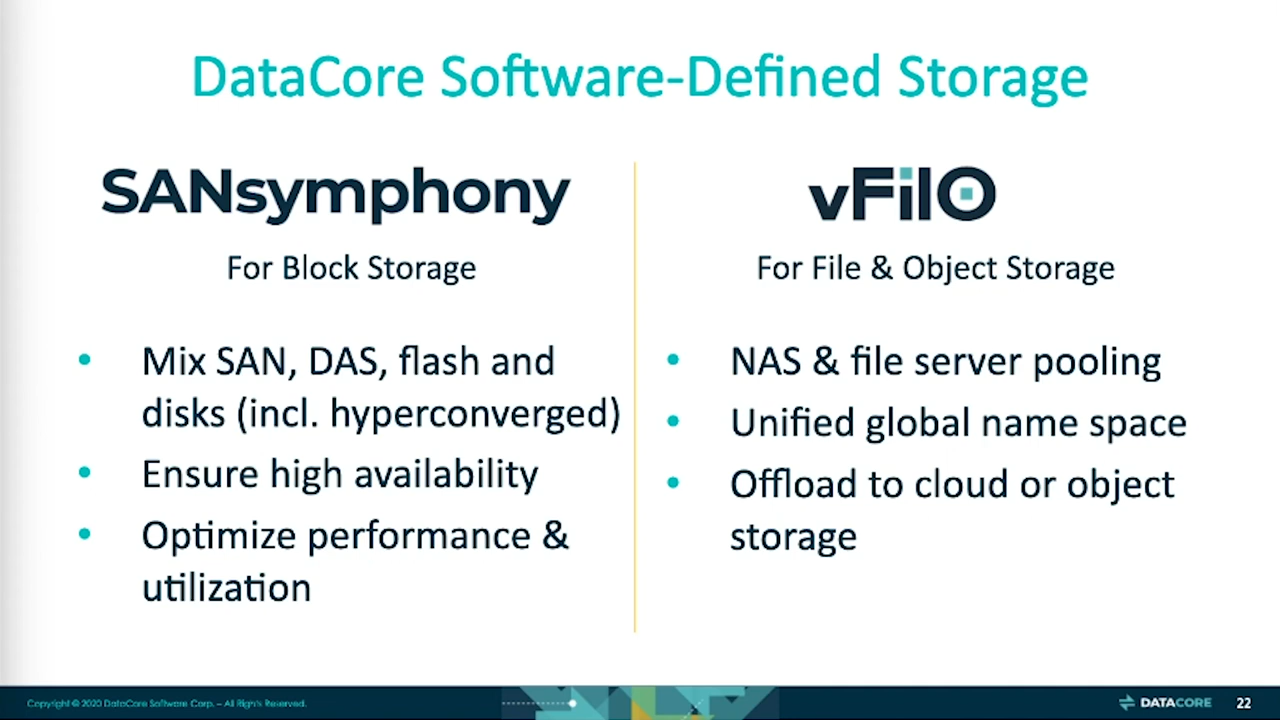 DataCore Software-Defined Storage
SANsymphony
For Block Storage
• Mix SAN, DAS, flash and
disks (incl. hyperconverged)
• Ensure high availability
• Optimize performance &
utilization
vFilO
For File & Object Storage
• NAS & file server pooling
• Unified global name space
• Offload to cloud or object
storage
Copyright © 2020 DataCore Software Corp. – All Rights Reserved.
DATACORE
22